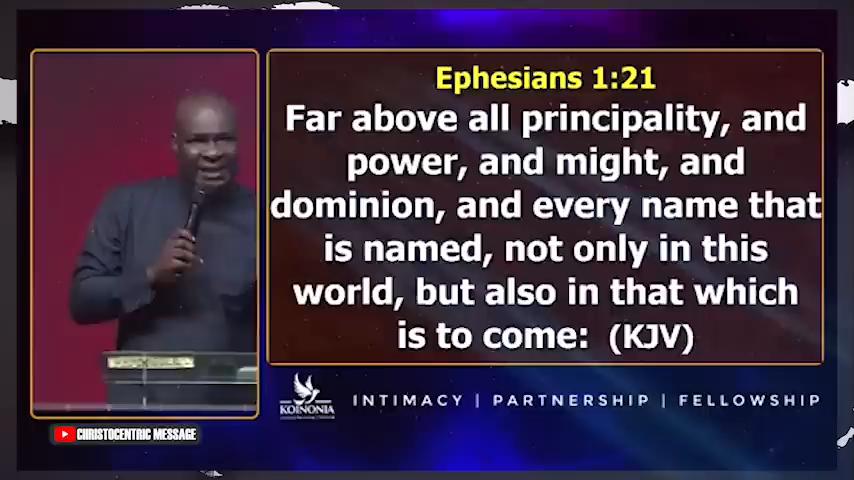 Ephesians 1:21
Far above all principality, and
power, and might, and
dominion, and every name that
is named, not only in this
world, but also in that which
is to come: (KJV)
KOINONIA
INTIMACY | PARTNERSHIP | FELLOWSHIP
CHRISTOCENTRIC MESSAGE